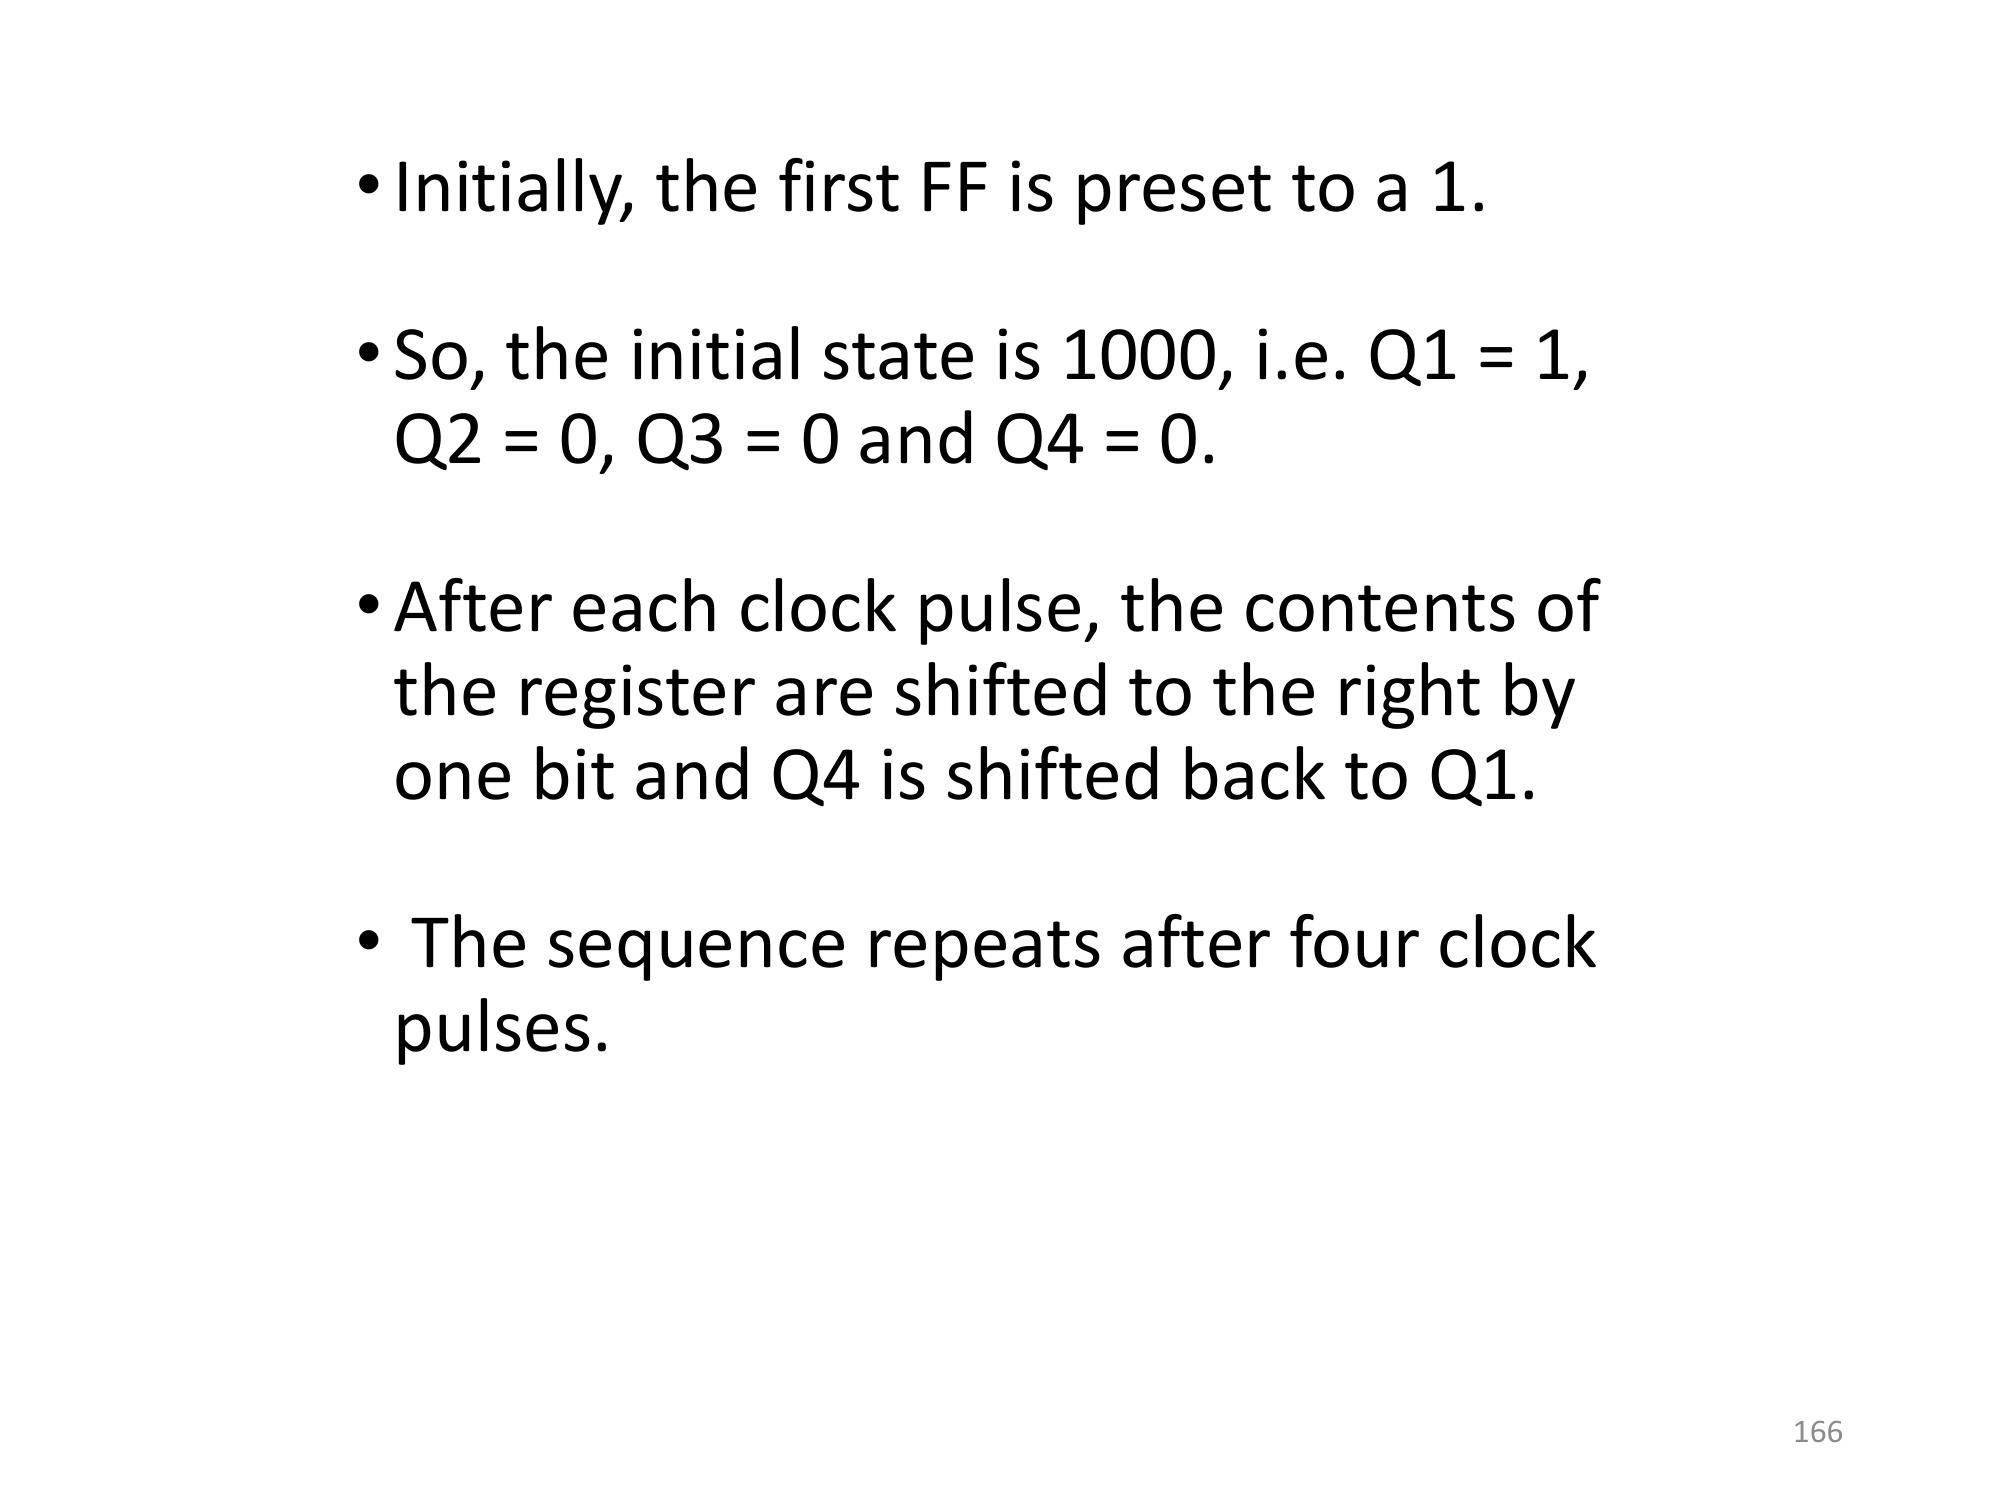 • Initially, the first FF is preset to a 1.
• So, the initial state is 1000, i.e. Q1 = 1,
Q2 = 0, Q3 = 0 and Q4 = 0.
• After each clock pulse, the contents of
the register are shifted to the right by
one bit and Q4 is shifted back to Q1.
• The sequence repeats after four clock
pulses.
166